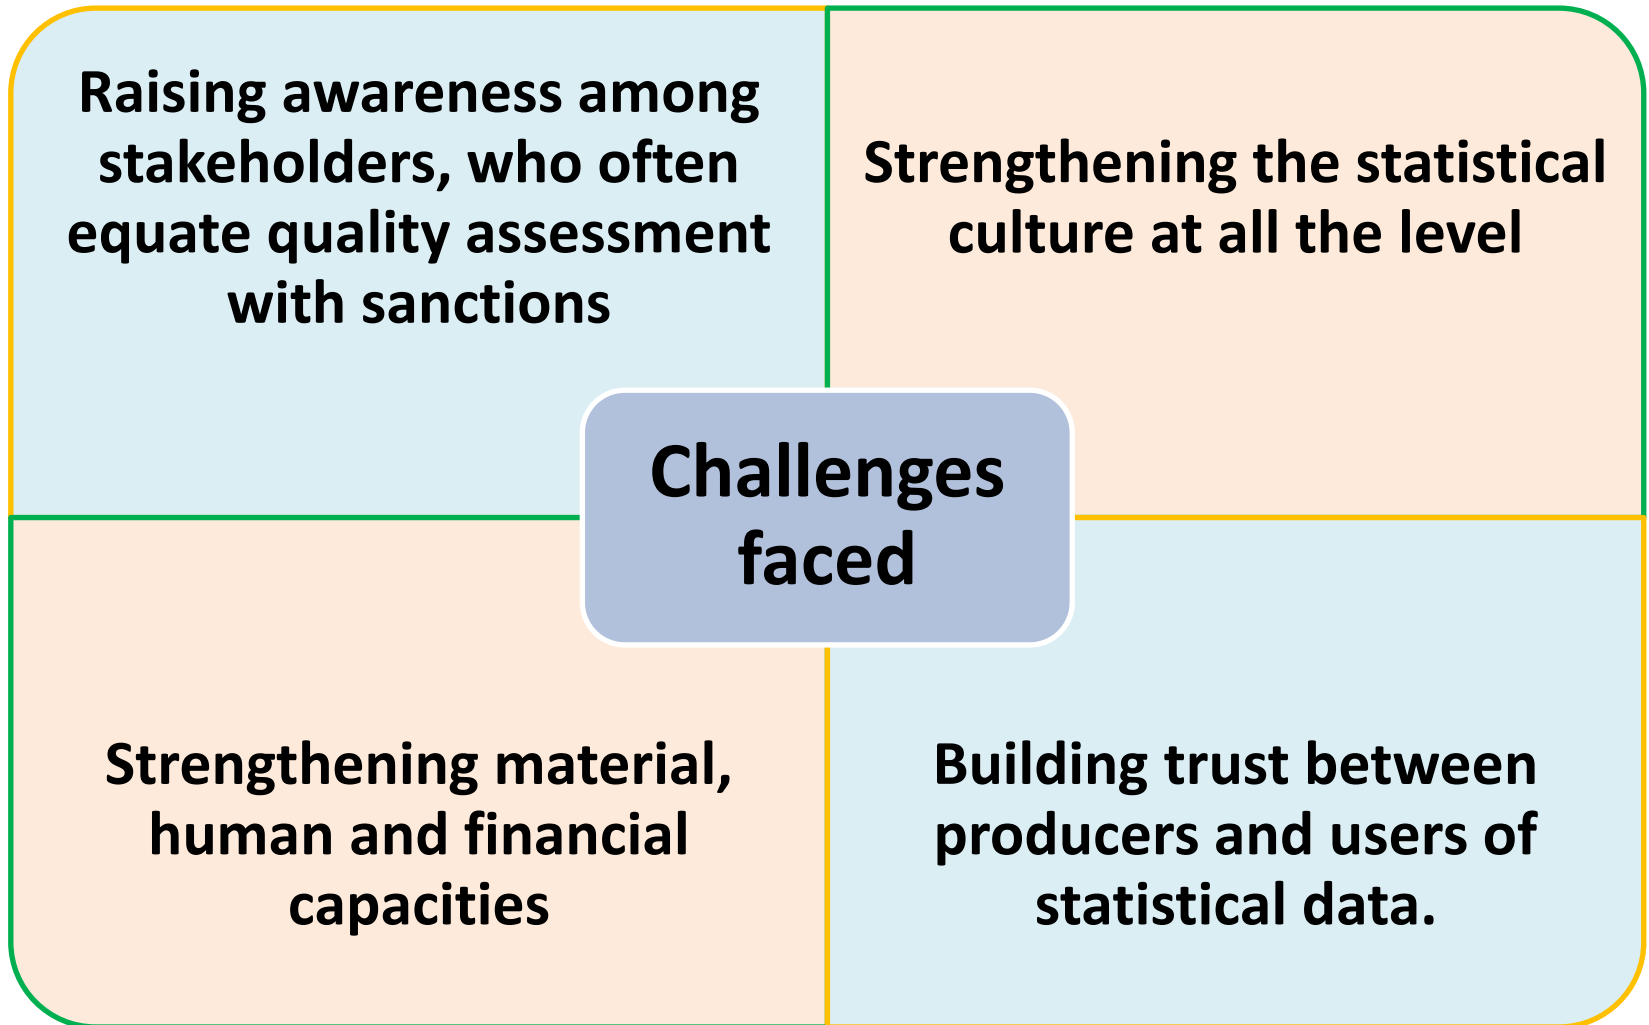 Raising awareness among
stakeholders, who often
equate quality assessment
with sanctions
Strengthening the statistical
culture at all the level
Challenges
faced
Strengthening material,
human and financial
capacities
Building trust between
producers and users of
statistical data.